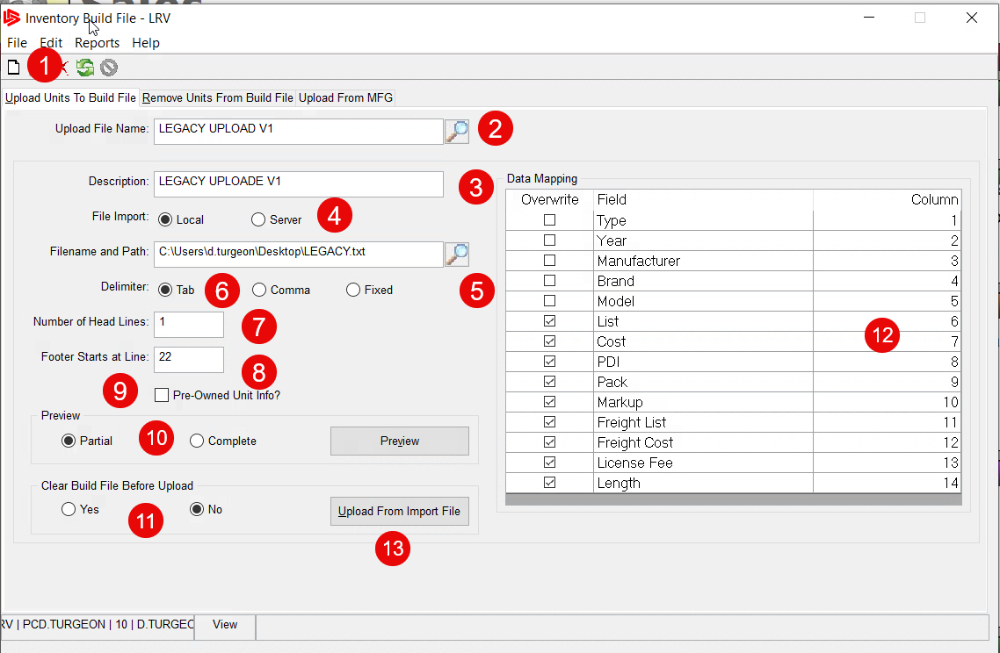 Sales
Inventory Build File - LRV
File Edit Reports Help
1
Upload Units To Build File Remove Units From Build File Upload From MFG
Upload File Name: LEGACY UPLOAD V1 2
Description: LEGACY UPLOADE V1 3
File Import: Local Server 4
Filename and Path: C:\Users\d.turgeon\Desktop\LEGACY.txt
Delimiter: Tab 6 Comma Fixed 5
Number of Head Lines: 1 7
Footer Starts at Line: 22 8
9 Pre-Owned Unit Info?
Preview
Partial 10 Complete Preview
Clear Build File Before Upload
Yes 11 No Upload From Import File
13
Data Mapping
Overwrite Field Column
Type 1
Year 2
Manufacturer 3
Brand 4
Model 5
List 6
Cost 12 7
PDI 8
Pack 9
Markup 10
Freight List 11
Freight Cost 12
License Fee 13
Length 14
RV | PCD.TURGEON | 10 | D.TURGEO View